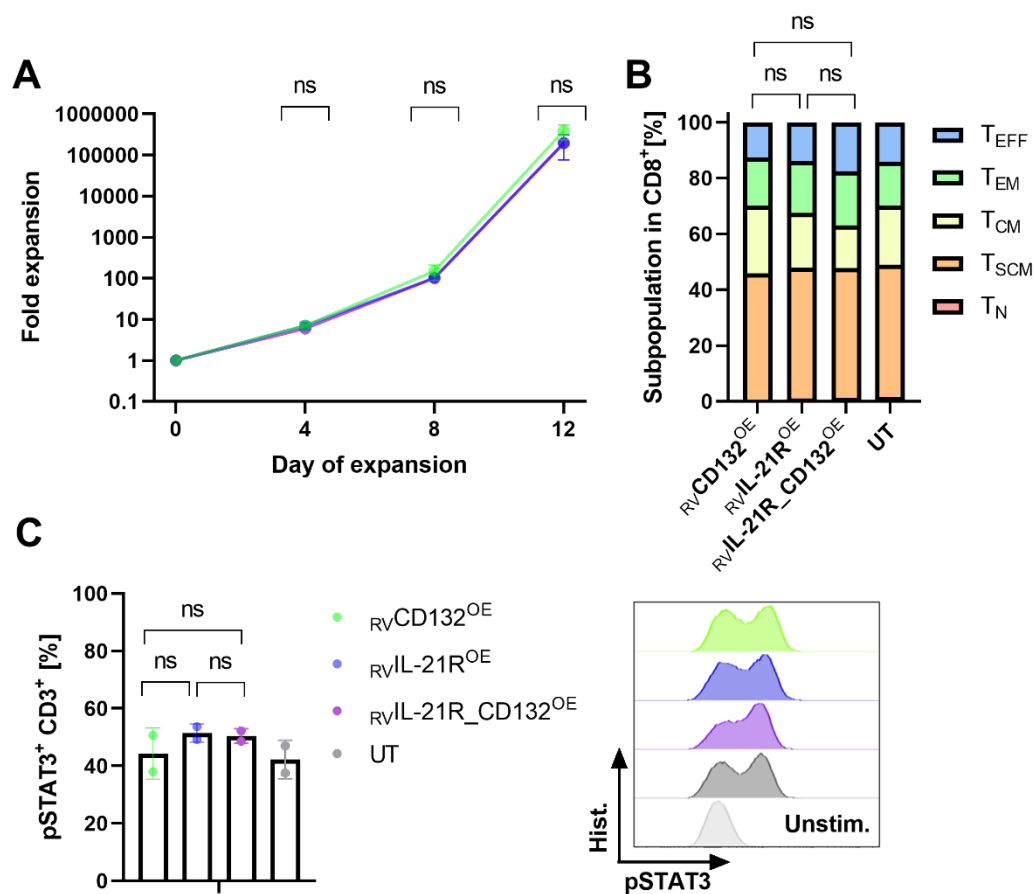 A
ns
ns
ns
1000000
100000
10000
1000
100
10
1
0.1
Fold expansion
0
4
8
12
Day of expansion
B
ns
ns
ns
100
80
60
40
20
0
Subpopulation in CD8⁺[%]
RVCD132ᴼᴱ
RVIL-21Rᴼᴱ
RVIL-21R_CD132ᴼᴱ
UT
TEFF
TEM
TCM
TSCM
TN
C
ns
ns
ns
100
80
60
40
20
0
pSTAT3⁺ CD3⁺ [%]
RVCD132ᴼᴱ
RVIL-21Rᴼᴱ
RVIL-21R_CD132ᴼᴱ
UT
Unstim.
Hist.
pSTAT3